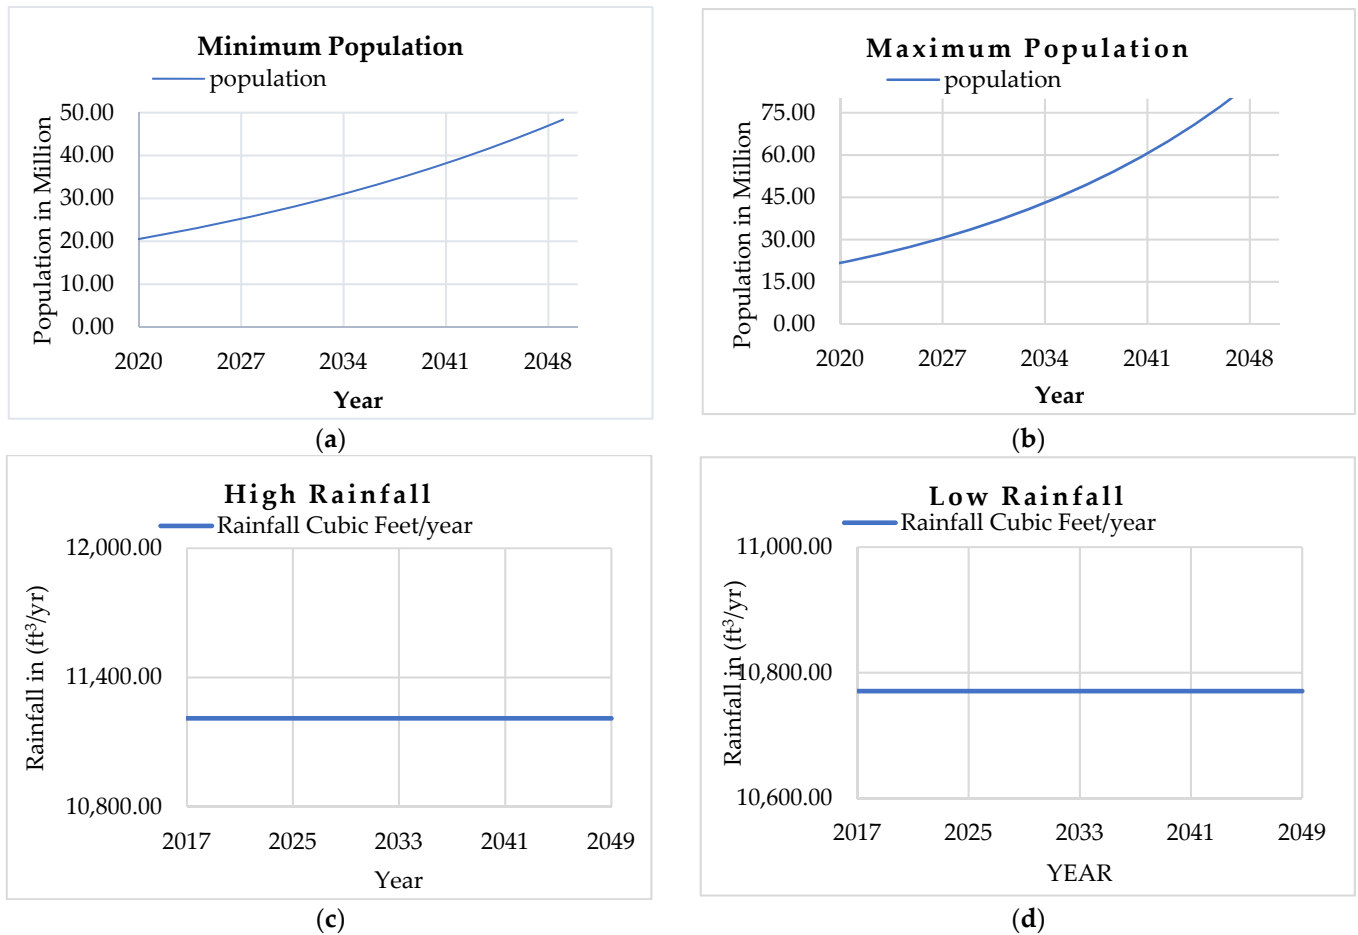 Minimum Population
population
Population in Million
50.00
40.00
30.00
20.00
10.00
0.00
2020 2027 2034 2041 2048
Year
(a)
Maximum Population
population
Population in Million
75.00
60.00
45.00
30.00
15.00
0.00
2020 2027 2034 2041 2048
Year
(b)
High Rainfall
Rainfall Cubic Feet/year
Rainfall in (ft³/yr)
12,000.00
11,400.00
10,800.00
2017 2025 2033 2041 2049
Year
(c)
Low Rainfall
Rainfall Cubic Feet/year
Rainfall in (ft³/yr)
11,000.00
10,800.00
10,600.00
2017 2025 2033 2041 2049
YEAR
(d)